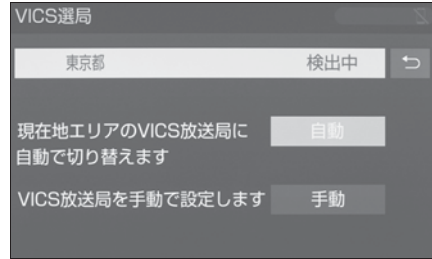 VICS選局
東京都 検出中
現在地エリアのVICS放送局に 自動
自動で切り替えます
VICS放送局を手動で設定します 手動